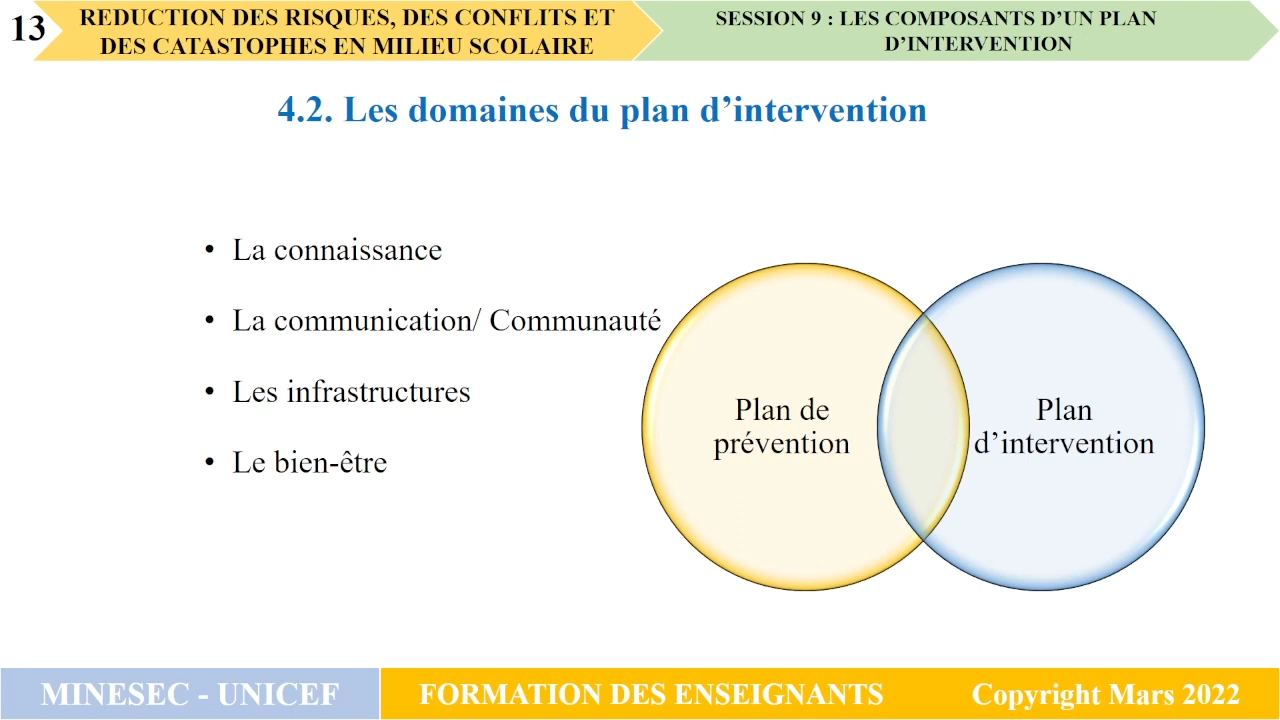 13
REDUCTION DES RISQUES, DES CONFLITS ET
DES CATASTOPHES EN MILIEU SCOLAIRE
SESSION 9 : LES COMPOSANTS D’UN PLAN
D’INTERVENTION
4.2. Les domaines du plan d’intervention
• La connaissance
• La communication/ Communauté
• Les infrastructures
• Le bien-être
Plan de
prévention
Plan
d’intervention
MINESEC - UNICEF
FORMATION DES ENSEIGNANTS
Copyright Mars 2022